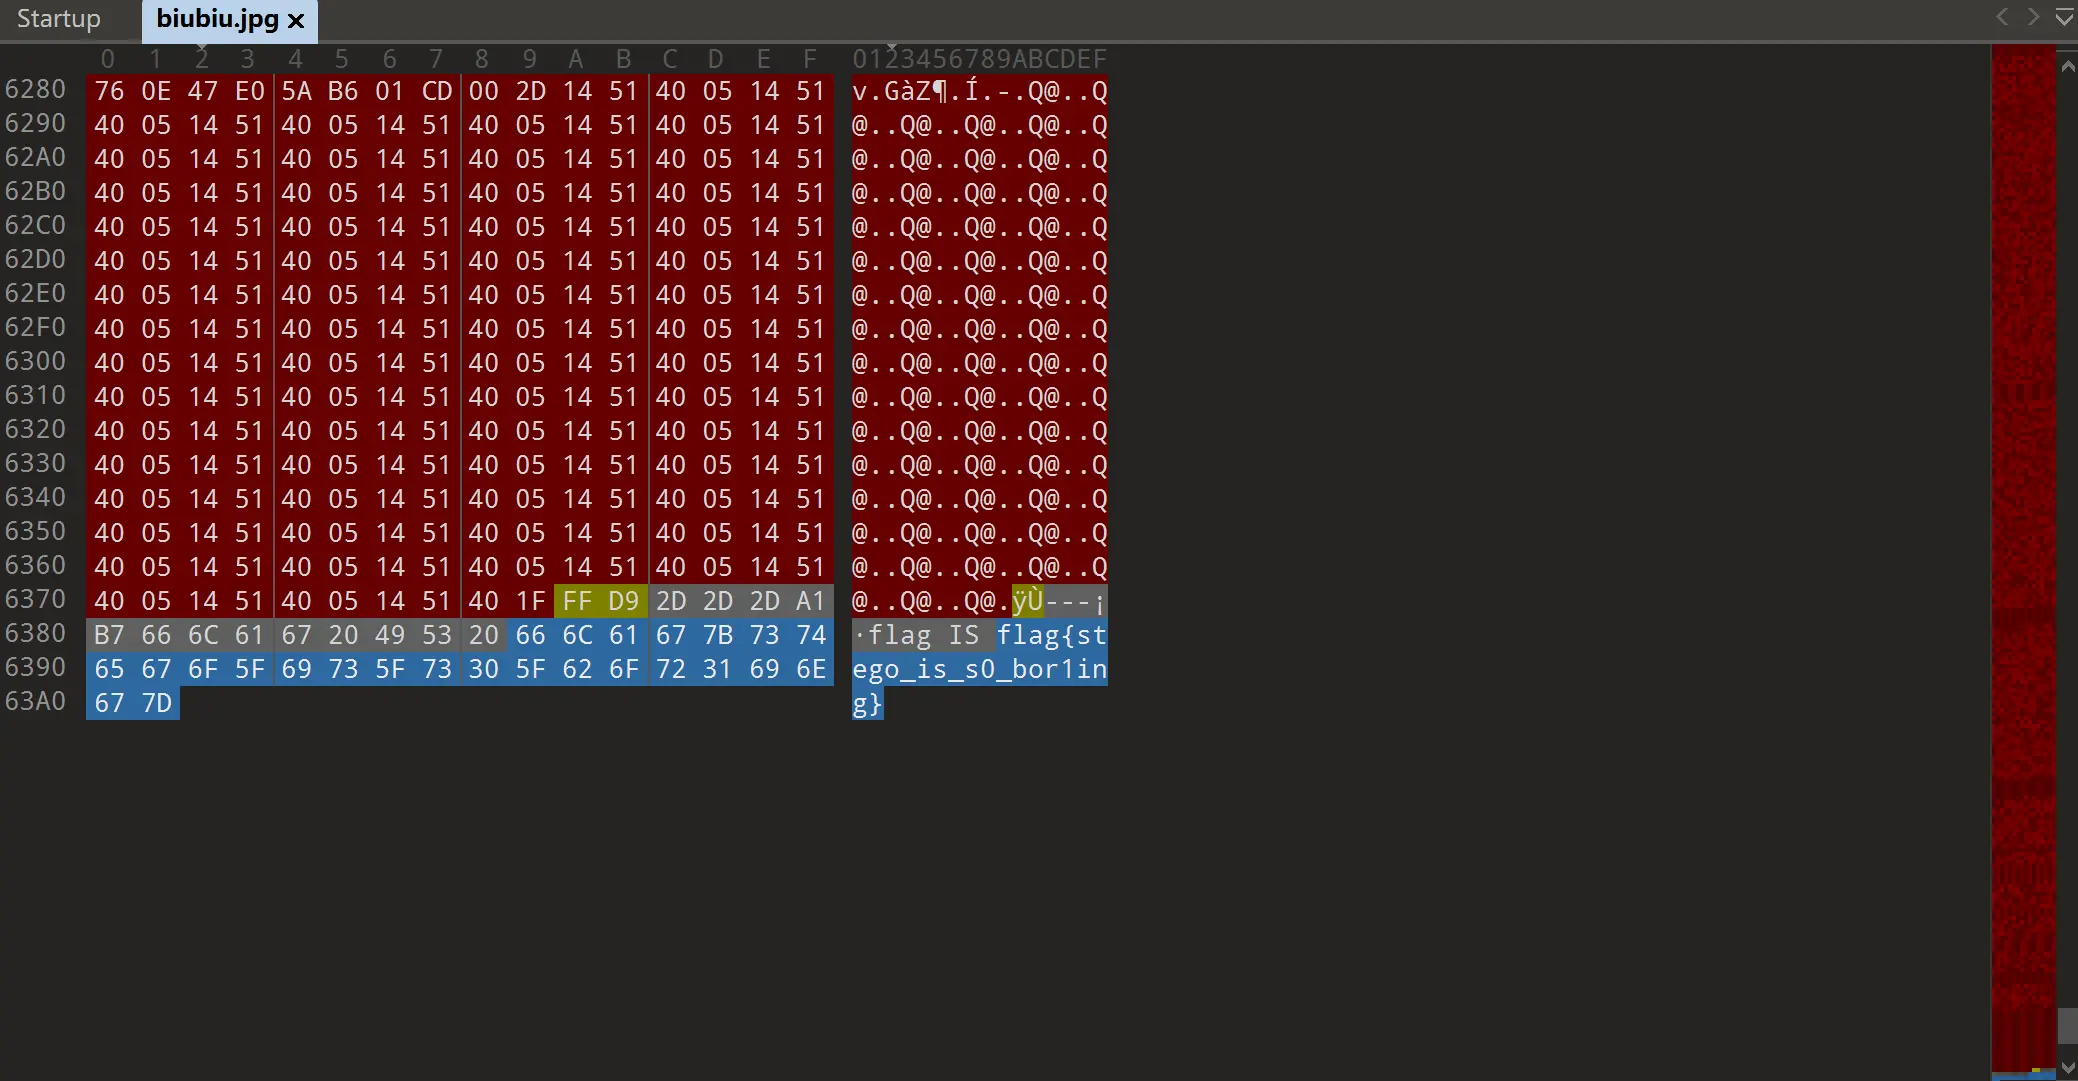 Startup biubiu.jpg ×
0 1 2 3 4 5 6 7 8 9 A B C D E F 0123456789ABCDEF
6280 76 0E 47 E0 5A B6 01 CD 00 2D 14 51 40 05 14 51 v.GàZ¶.Í.-.Q@..Q
6290 40 05 14 51 40 05 14 51 40 05 14 51 40 05 14 51 @..Q@..Q@..Q@..Q
62A0 40 05 14 51 40 05 14 51 40 05 14 51 40 05 14 51 @..Q@..Q@..Q@..Q
62B0 40 05 14 51 40 05 14 51 40 05 14 51 40 05 14 51 @..Q@..Q@..Q@..Q
62C0 40 05 14 51 40 05 14 51 40 05 14 51 40 05 14 51 @..Q@..Q@..Q@..Q
62D0 40 05 14 51 40 05 14 51 40 05 14 51 40 05 14 51 @..Q@..Q@..Q@..Q
62E0 40 05 14 51 40 05 14 51 40 05 14 51 40 05 14 51 @..Q@..Q@..Q@..Q
62F0 40 05 14 51 40 05 14 51 40 05 14 51 40 05 14 51 @..Q@..Q@..Q@..Q
6300 40 05 14 51 40 05 14 51 40 05 14 51 40 05 14 51 @..Q@..Q@..Q@..Q
6310 40 05 14 51 40 05 14 51 40 05 14 51 40 05 14 51 @..Q@..Q@..Q@..Q
6320 40 05 14 51 40 05 14 51 40 05 14 51 40 05 14 51 @..Q@..Q@..Q@..Q
6330 40 05 14 51 40 05 14 51 40 05 14 51 40 05 14 51 @..Q@..Q@..Q@..Q
6340 40 05 14 51 40 05 14 51 40 05 14 51 40 05 14 51 @..Q@..Q@..Q@..Q
6350 40 05 14 51 40 05 14 51 40 05 14 51 40 05 14 51 @..Q@..Q@..Q@..Q
6360 40 05 14 51 40 05 14 51 40 05 14 51 40 05 14 51 @..Q@..Q@..Q@..Q
6370 40 05 14 51 40 05 14 51 40 1F FF D9 2D 2D 2D A1 @..Q@..Q@.ÿÙ---¡
6380 B7 66 6C 61 67 20 49 53 20 66 6C 61 67 7B 73 74 ·flag IS flag{st
6390 65 67 6F 5F 69 73 5F 73 30 5F 62 6F 72 31 69 6E ego_is_s0_bor1in
63A0 67 7D g}